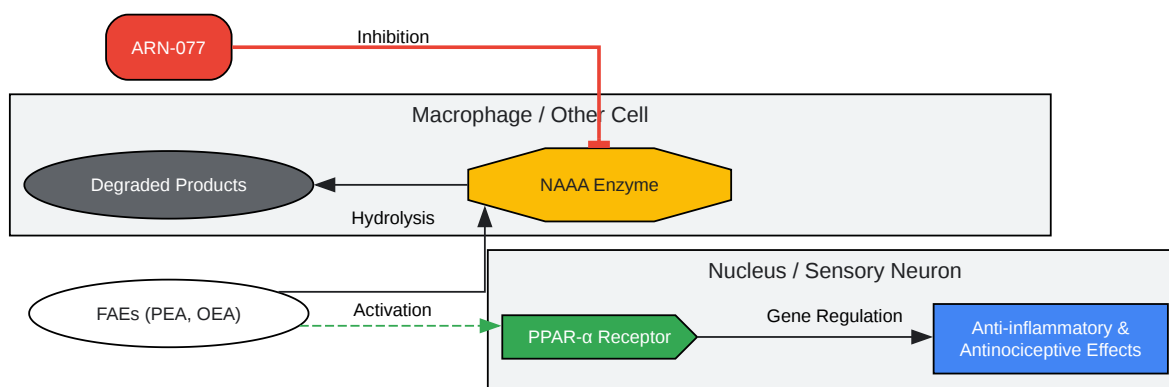 ARN-077
Inhibition
Macrophage / Other Cell
Degraded Products
NAAA Enzyme
Hydrolysis
Nucleus / Sensory Neuron
FAEs (PEA, OEA)
Activation
PPAR-α Receptor
Gene Regulation
Anti-inflammatory &
Antinociceptive Effects